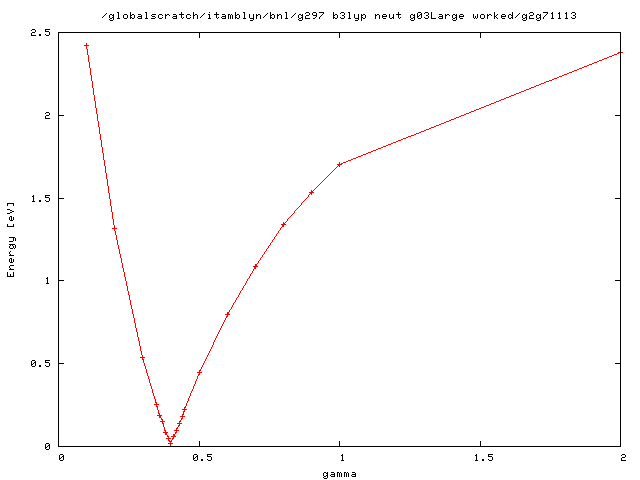 /globalscratch/itamblyn/bnl/g297 b3lyp neut g03Large worked/g2g71113
2.5
2
1.5
1
0.5
0
Energy [eV]
0 0.5 1 1.5 2
gamma